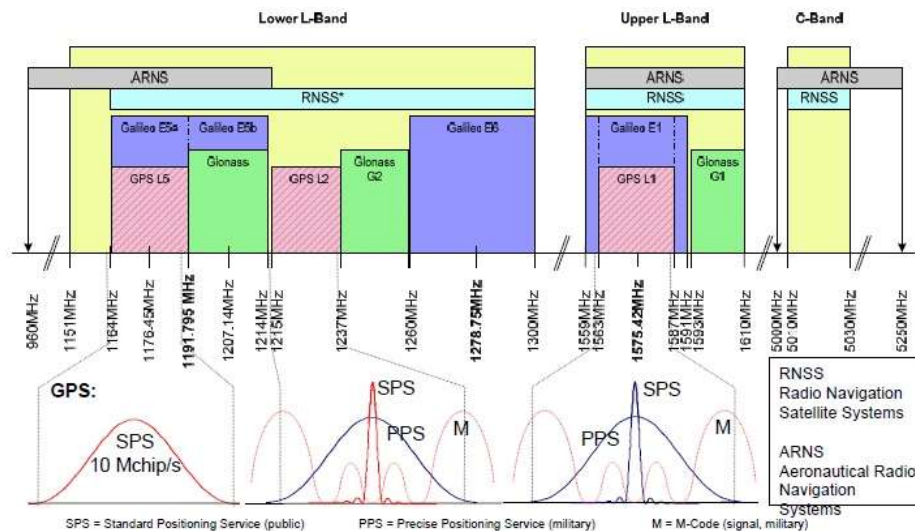 Lower L-Band
Upper L-Band
C-Band
ARNS
ARNS
ARNS
RNSS*
RNSS
RNSS
Galileo E5a
Galileo E5b
Galileo E6
Galileo E1
Glonass
Glonass
G2
Glonass
G1
GPS L5
GPS L2
GPS L1
960MHz
1151MHz
1164MHz
1176.45MHz
1191.795 MHz
1207.14MHz
1214MHz
1215MHz
1237MHz
1260MHz
1278.75MHz
1300MHz
1559MHz
1563MHz
1575.42MHz
1587MHz
1591MHz
1593MHz
1610MHz
5000MHz
5010MHz
5030MHz
5250MHz
GPS:
SPS
10 Mchip/s
SPS
PPS
M
SPS
PPS
M
RNSS
Radio Navigation
Satellite Systems
ARNS
Aeronautical Radio
Navigation
Systems
SPS = Standard Positioning Service (public)
PPS = Precise Positioning Service (military)
M = M-Code (signal, military)